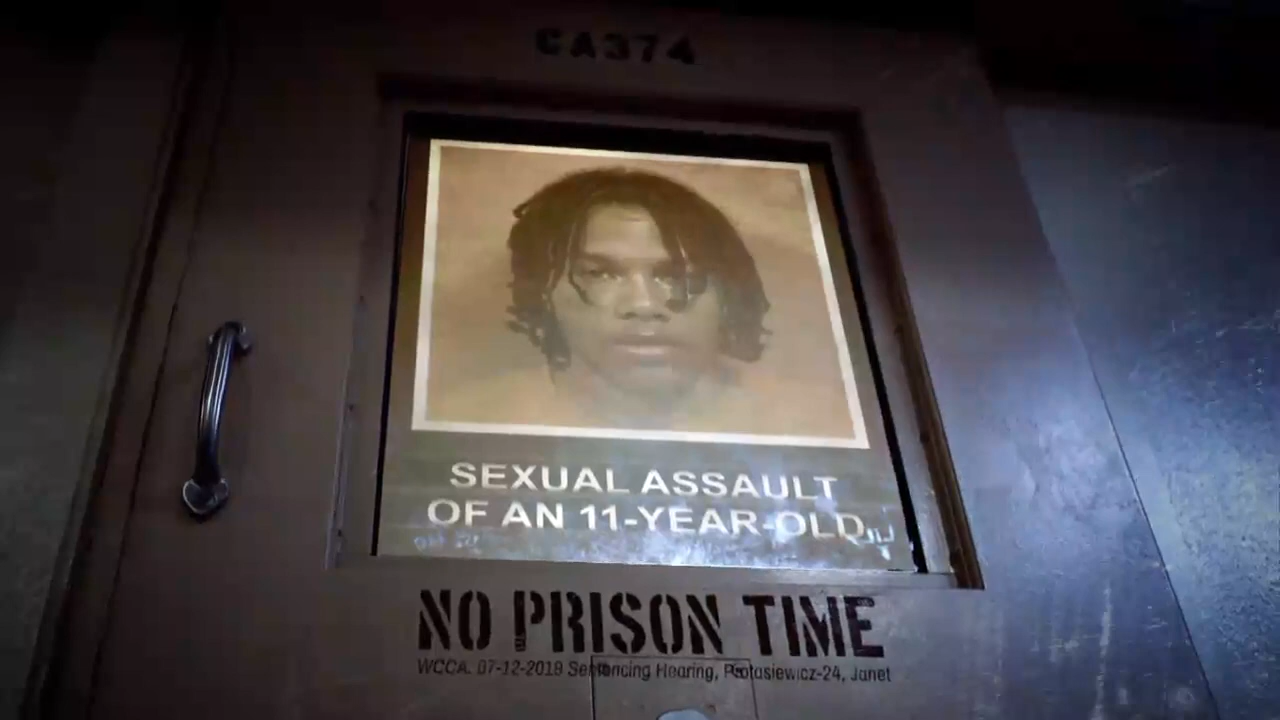 CA374
SEXUAL ASSAULT
OF AN 11-YEAR-OLD
NO PRISON TIME
WCCA. 07-12-2018 Sentencing Hearing, Protasiewicz-24, Janet